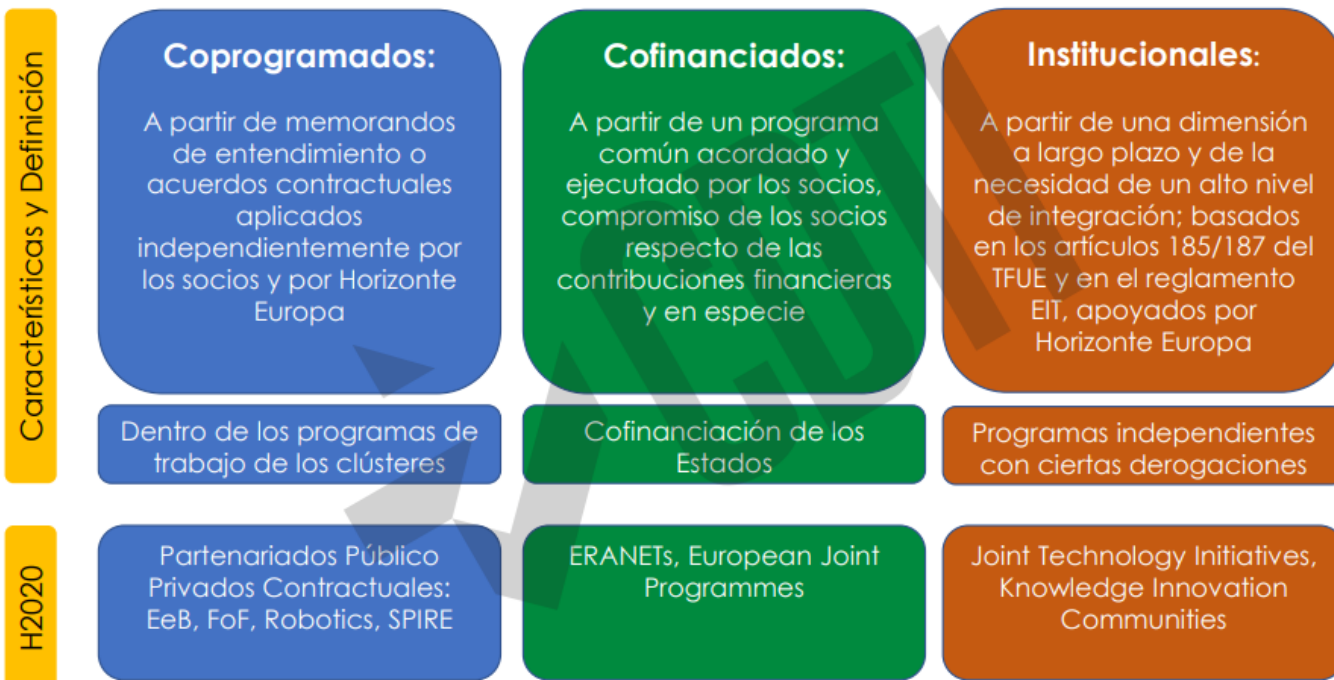 Características y Definición
Coprogramados:
A partir de memorandos
de entendimiento o
acuerdos contractuales
aplicados
independientemente por
los socios y por Horizonte
Europa
Cofinanciados:
A partir de un programa
común acordado y
ejecutado por los socios,
compromiso de los socios
respecto de las
contribuciones financieras
y en especie
Institucionales:
A partir de una dimensión
a largo plazo y de la
necesidad de un alto nivel
de integración; basados
en los artículos 185/187 del
TFUE y en el reglamento
EIT, apoyados por
Horizonte Europa
Dentro de los programas de
trabajo de los clústeres
Cofinanciación de los
Estados
Programas independientes
con ciertas derogaciones
H2020
Partenariados Público
Privados Contractuales:
EeB, FoF, Robotics, SPIRE
ERANETs, European Joint
Programmes
Joint Technology Initiatives,
Knowledge Innovation
Communities
CDTI